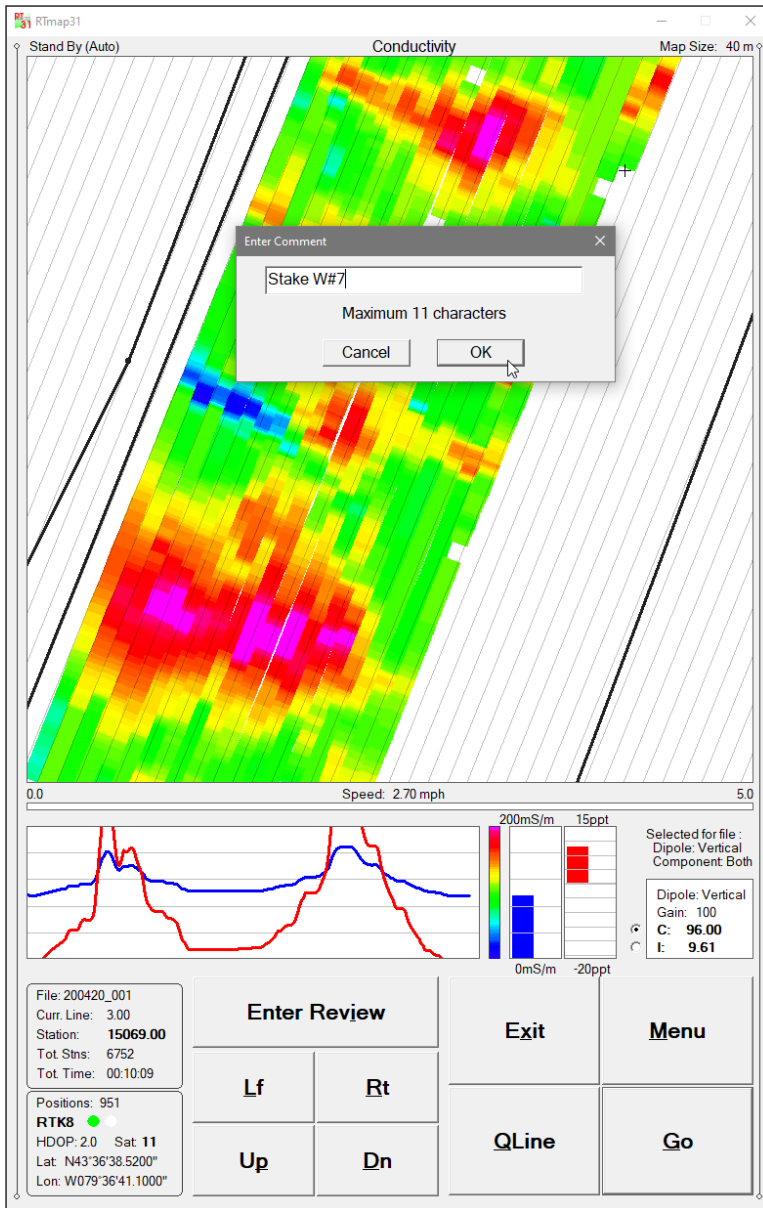 RT31 RTmap31
Stand By (Auto) Conductivity Map Size: 40 m
Enter Comment
Stake W#7
Maximum 11 characters
Cancel OK
0.0 Speed: 2.70 mph 5.0
200mS/m 15ppt
0mS/m -20ppt
Selected for file :
Dipole: Vertical
Component: Both
Dipole: Vertical
Gain: 100
C: 96.00
I: 9.61
File: 200420_001
Curr. Line: 3.00
Station: 15069.00
Tot. Stns: 6752
Tot. Time: 00:10:09
Positions: 951
RTK8
HDOP: 2.0 Sat: 11
Lat: N43°36'38.5200"
Lon: W079°36'41.1000"
Enter Review
Lf Rt
Up Dn
Exit Menu
QLine Go